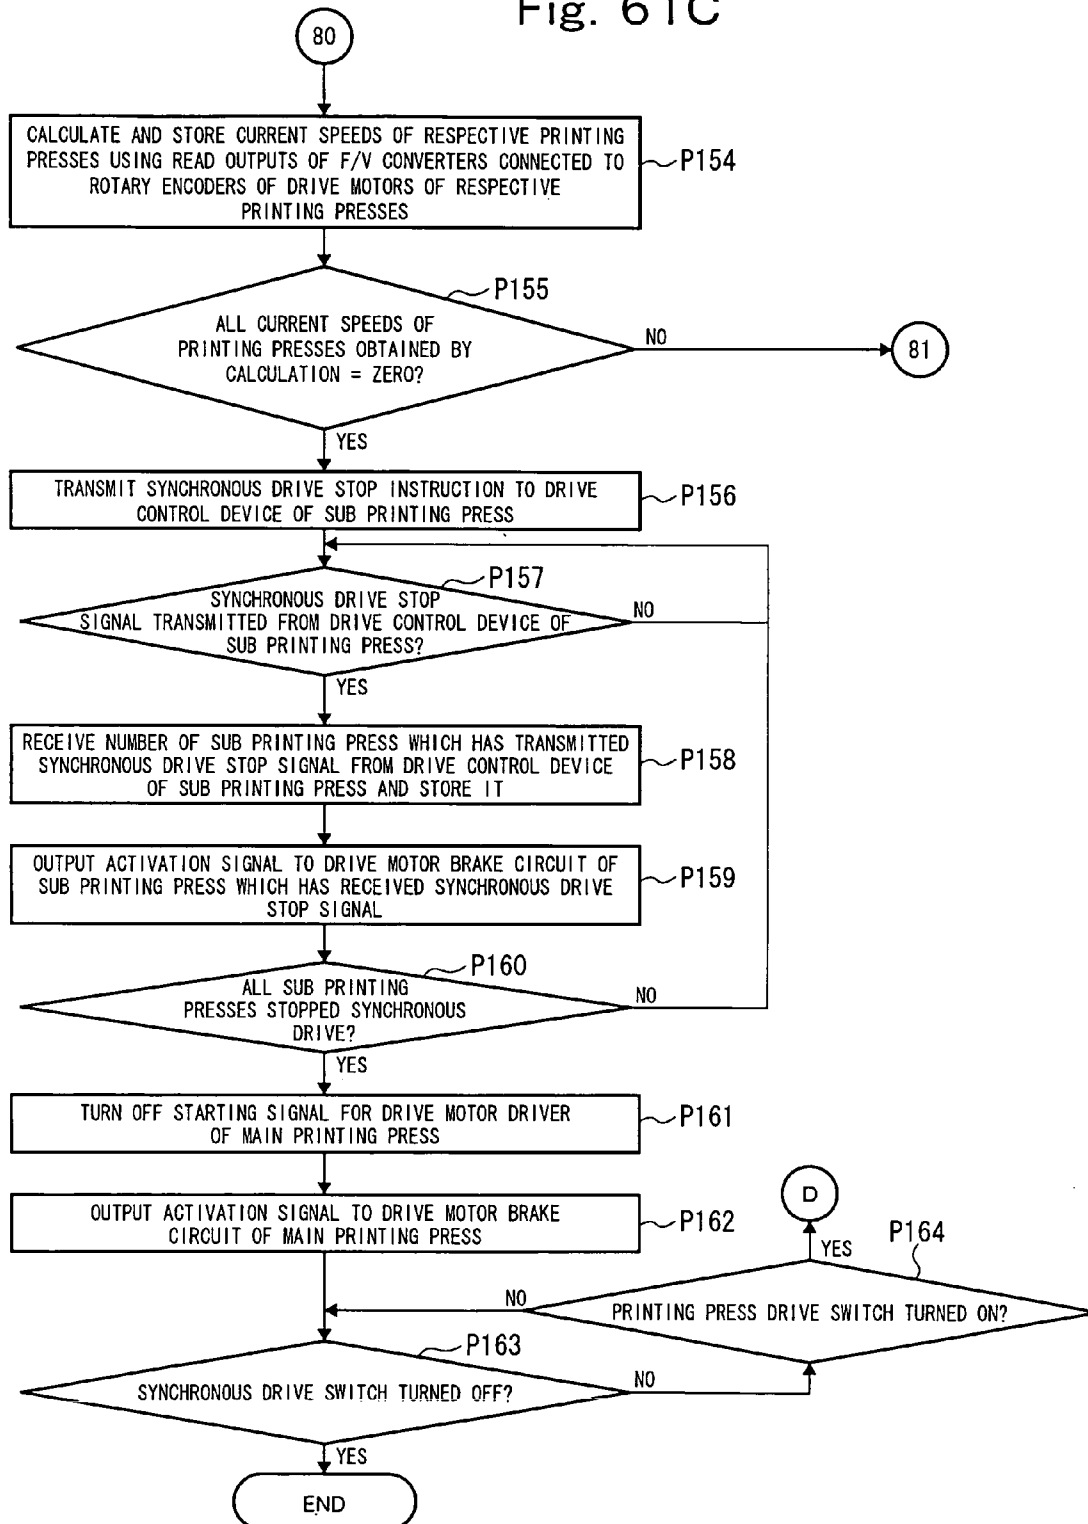 Fig. 61C
80
CALCULATE AND STORE CURRENT SPEEDS OF RESPECTIVE PRINTING
PRESSES USING READ OUTPUTS OF F/V CONVERTERS CONNECTED TO
ROTARY ENCODERS OF DRIVE MOTORS OF RESPECTIVE
PRINTING PRESSES
P154
P155
ALL CURRENT SPEEDS OF
PRINTING PRESSES OBTAINED BY
CALCULATION = ZERO?
NO
81
YES
TRANSMIT SYNCHRONOUS DRIVE STOP INSTRUCTION TO DRIVE
CONTROL DEVICE OF SUB PRINTING PRESS
P156
P157
SYNCHRONOUS DRIVE STOP
SIGNAL TRANSMITTED FROM DRIVE CONTROL DEVICE OF
SUB PRINTING PRESS?
NO
YES
RECEIVE NUMBER OF SUB PRINTING PRESS WHICH HAS TRANSMITTED
SYNCHRONOUS DRIVE STOP SIGNAL FROM DRIVE CONTROL DEVICE
OF SUB PRINTING PRESS AND STORE IT
P158
OUTPUT ACTIVATION SIGNAL TO DRIVE MOTOR BRAKE CIRCUIT OF
SUB PRINTING PRESS WHICH HAS RECEIVED SYNCHRONOUS DRIVE
STOP SIGNAL
P159
P160
ALL SUB PRINTING
PRESSES STOPPED SYNCHRONOUS
DRIVE?
NO
YES
TURN OFF STARTING SIGNAL FOR DRIVE MOTOR DRIVER
OF MAIN PRINTING PRESS
P161
OUTPUT ACTIVATION SIGNAL TO DRIVE MOTOR BRAKE
CIRCUIT OF MAIN PRINTING PRESS
P162
D
YES
P164
PRINTING PRESS DRIVE SWITCH TURNED ON?
NO
P163
SYNCHRONOUS DRIVE SWITCH TURNED OFF?
NO
YES
END